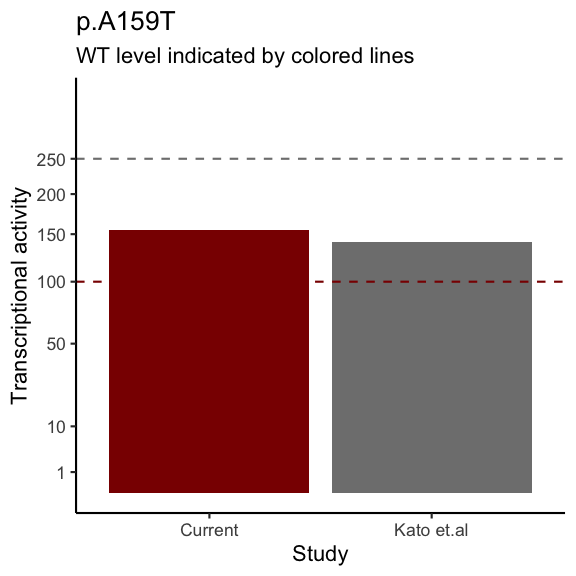 p.A159T
WT level indicated by colored lines
Transcriptional activity
250
200
150
100
50
10
1
Current
Kato et.al
Study